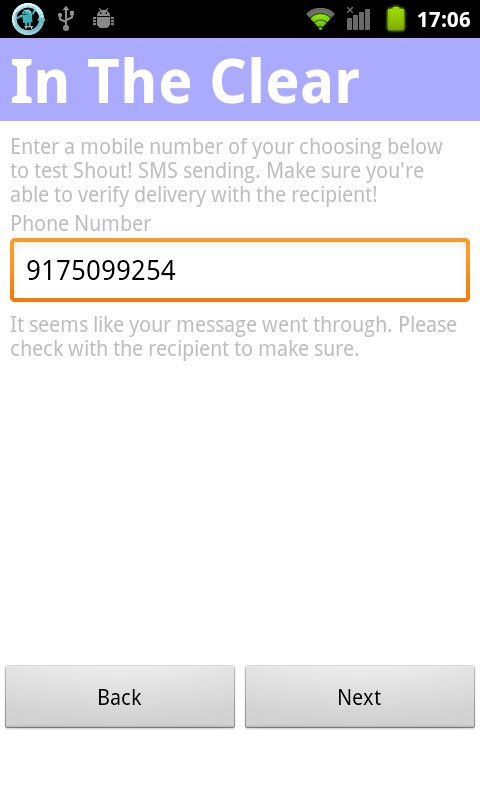 17:06
In The Clear
Enter a mobile number of your choosing below
to test Shout! SMS sending. Make sure you're
able to verify delivery with the recipient!
Phone Number
9175099254
It seems like your message went through. Please
check with the recipient to make sure.
Back
Next